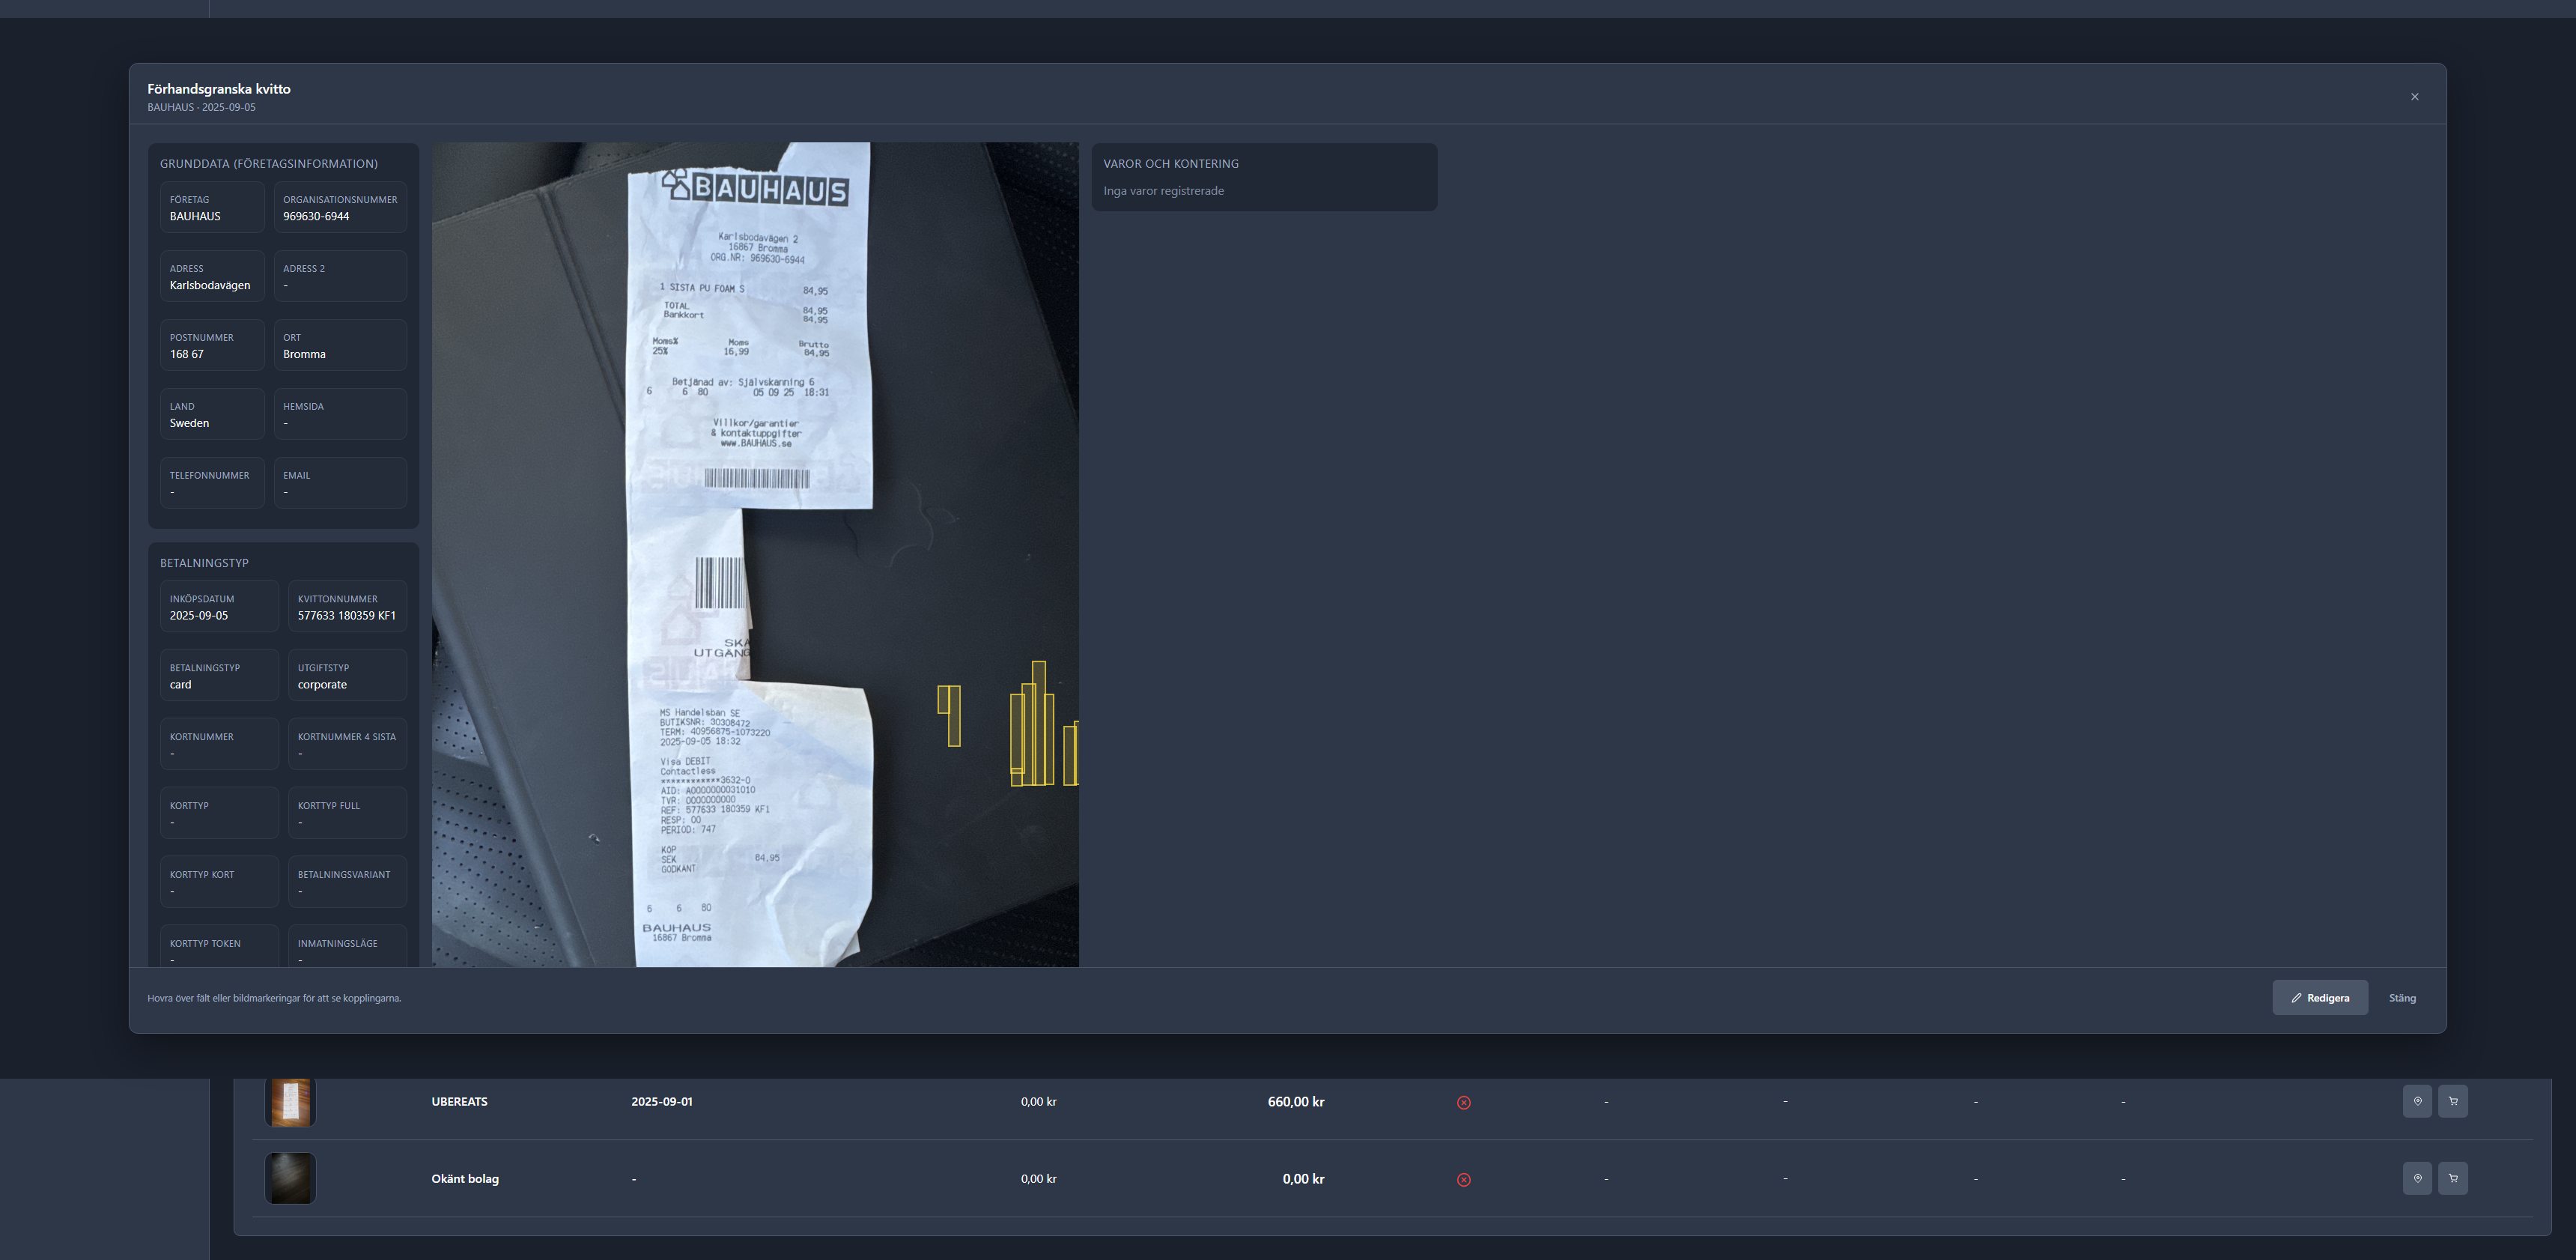 Förhandsgranska kvitto
BAUHAUS · 2025-09-05
GRUNDDATA (FÖRETAGSINFORMATION)
FÖRETAG
BAUHAUS
ORGANISATIONSNUMMER
969630-6944
ADRESS
Karlsbodavägen
ADRESS 2
-
POSTNUMMER
168 67
ORT
Bromma
LAND
Sweden
HEMSIDA
-
TELEFONNUMMER
-
EMAIL
-
BETALNINGSTYP
INKÖPSDATUM
2025-09-05
KVITTONNUMMER
577633 180359 KF1
BETALNINGSTYP
card
UTGIFTSTYP
corporate
KORTNUMMER
-
KORTNUMMER 4 SISTA
-
KORTTYP
-
KORTTYP FULL
-
KORTTYP KORT
-
BETALNINGSVARIANT
-
KORTTYP TOKEN
-
INMATNINGSLÄGE
-
BAUHAUS
Karlsbodavägen 2
16867 Bromma
ORG.NR: 969630-6944
1 SISTA PU FOAM S 84,95
TOTAL 84,95
Bankkort 84,95
Moms% Moms Brutto
25% 16,99 84,95
Betjänad av: Självskanning 6
6 6 80 05 09 25 18:31
Villkor/garantier
& kontaktuppgifter
www.BAUHAUS.se
SKA
UTGANG
MS Handelsban SE
BUTIKSNR: 30308472
TERM: 40956875-1073220
2025-09-05 18:32
Visa DEBIT
Contactless
************3632-0
AID: A0000000031010
TVR: 0000000000
REF: 577633 180359 KF1
RESP: 00
PERIOD: 747
KÖP
SEK 84,95
GODKÄNT
6 6 80
BAUHAUS
16867 Bromma
VAROR OCH KONTERING
Inga varor registrerade
Hovra över fält eller bildmarkeringar för att se kopplingarna.
Redigera
Stäng
UBEREATS 2025-09-01 0,00 kr 660,00 kr - - - -
Okänt bolag - 0,00 kr 0,00 kr - - - -